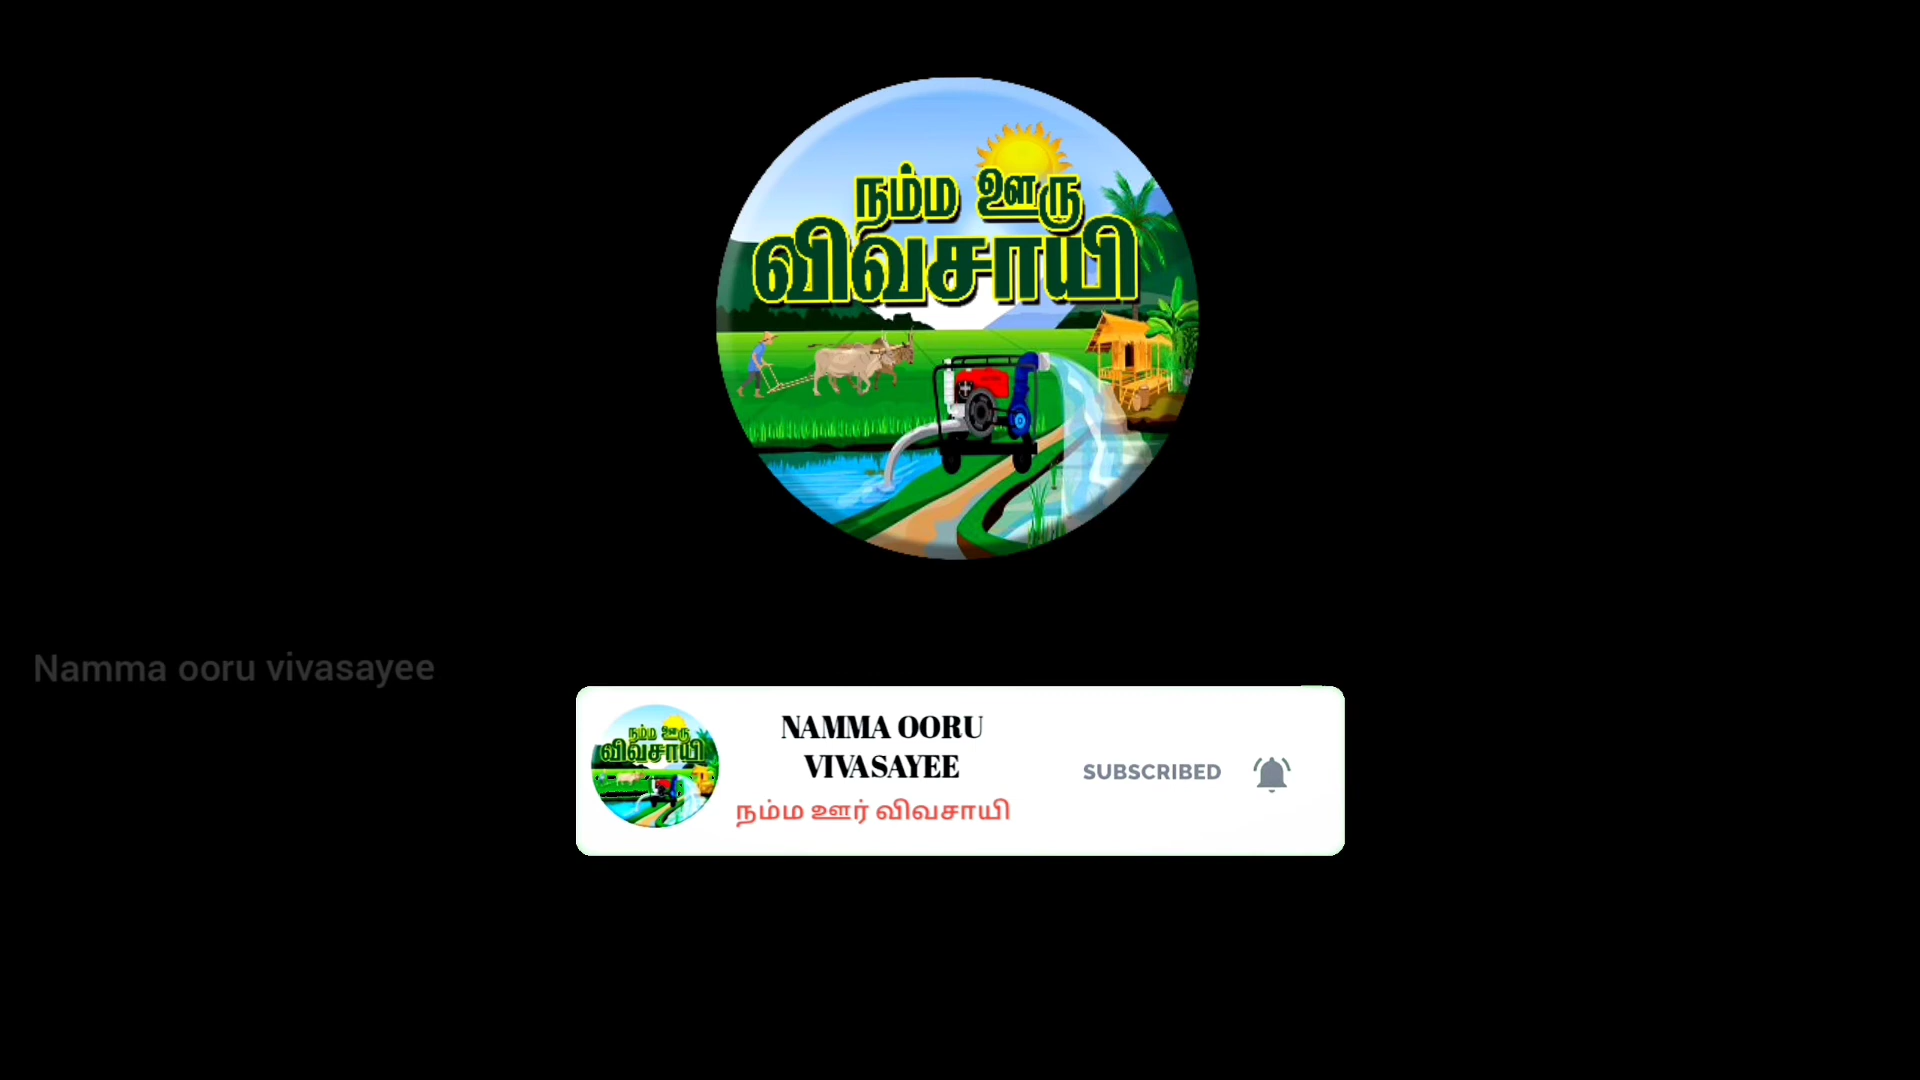 நம்ம ஊரு
விவசாயி
Namma ooru vivasayee
நம்ம ஊரு
விவசாயி
NAMMA OORU
VIVASAYEE
நம்ம ஊர் விவசாயி
SUBSCRIBED